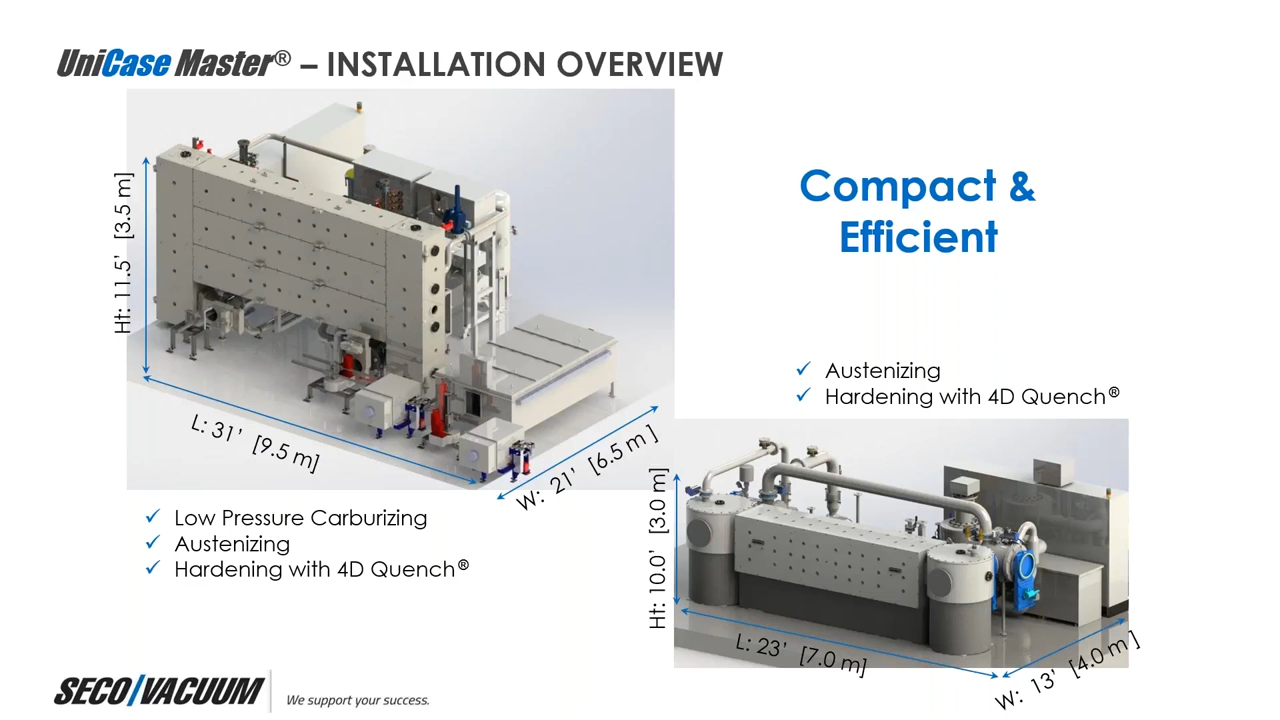 UniCase Master® – INSTALLATION OVERVIEW
Compact &
Efficient
Ht: 11.5’ [3.5 m]
L: 31’ [9.5 m]
W: 21’ [6.5 m]
✓ Low Pressure Carburizing
✓ Austenizing
✓ Hardening with 4D Quench®
✓ Austenizing
✓ Hardening with 4D Quench®
Ht: 10.0’ [3.0 m]
L: 23’ [7.0 m]
W: 13’ [4.0 m]
SECO/VACUUM
We support your success.